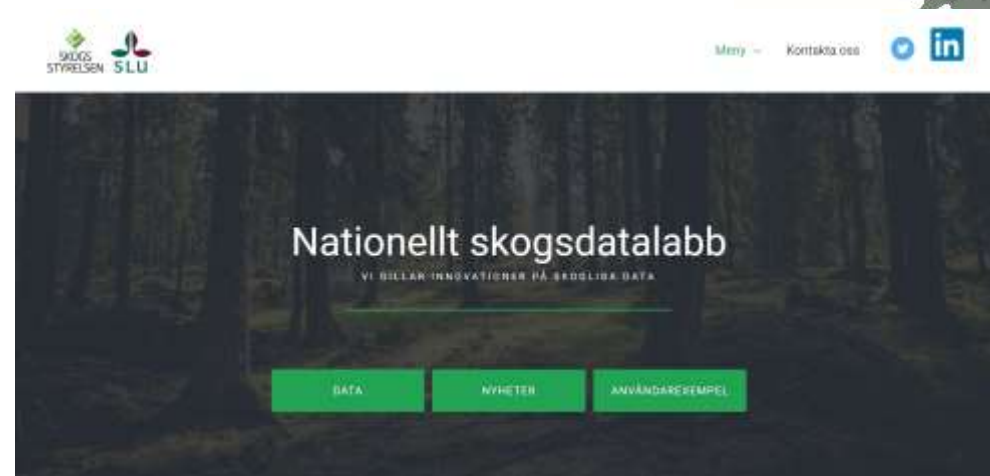 SKOGS
STYRELSEN SLU
Meny Kontakta oss
in
Nationellt skogsdatalabb
VI GILLAR INNOVATIONER PÅ SKOGLIGA DATA
DATA NYHETER ANVÄNDAREXEMPEL